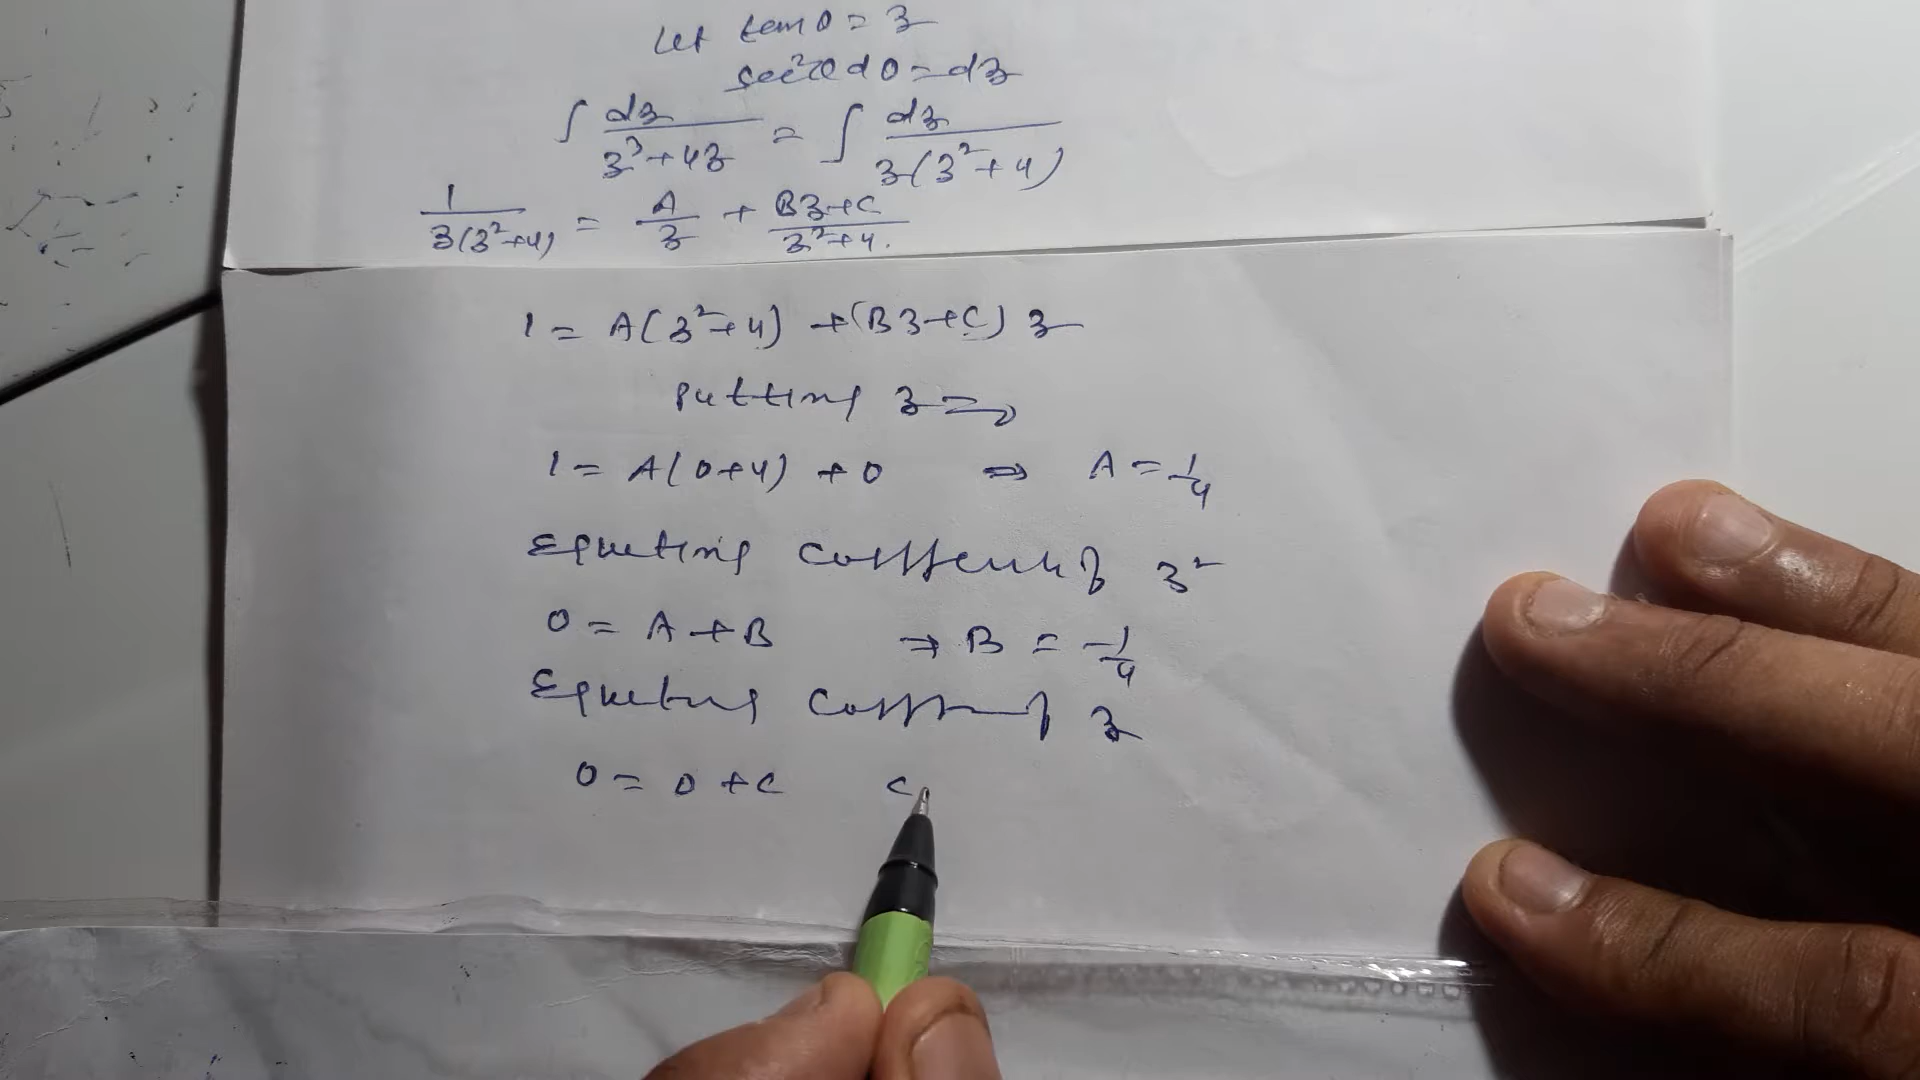 Let tanθ = z
sec²θ dθ = dz
∫ dz/(z³+4z) = ∫ dz/(z(z²+4))
1/(z(z²+4)) = A/z + (Bz+C)/(z²+4).
1 = A(z²+4) + (Bz+C) z
Putting z=0
1 = A(0+4) + 0 ⇒ A = 1/4
Equating coefficient of z²
0 = A+B ⇒ B = -1/4
Equating coefficient of z
0 = 0 + C C